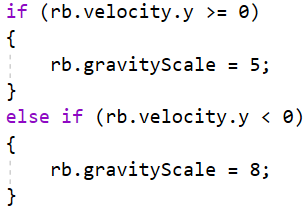 if (rb.velocity.y >= 0)
{
    rb.gravityScale = 5;
}
else if (rb.velocity.y < 0)
{
    rb.gravityScale = 8;
}